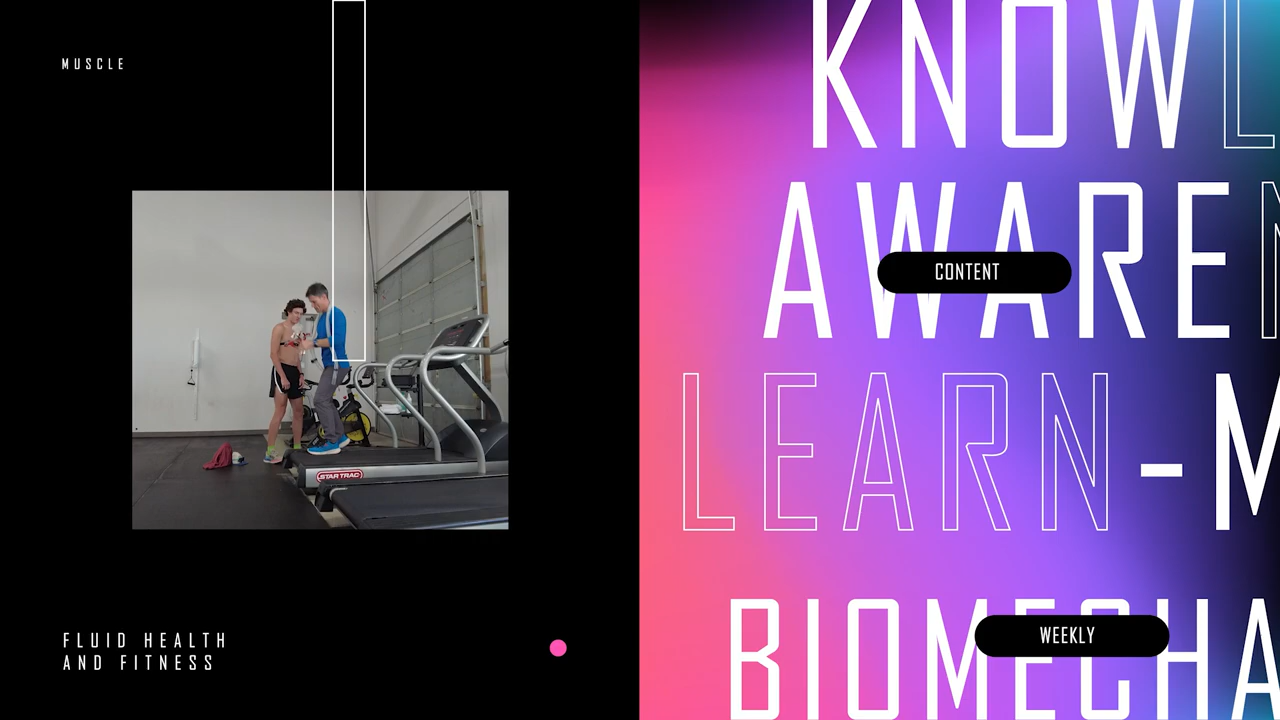 MUSCLE
STAR TRAC
FLUID HEALTH
AND FITNESS
KNOWL
AWAREN
CONTENT
LEARN-M
BIOMECHA
WEEKLY